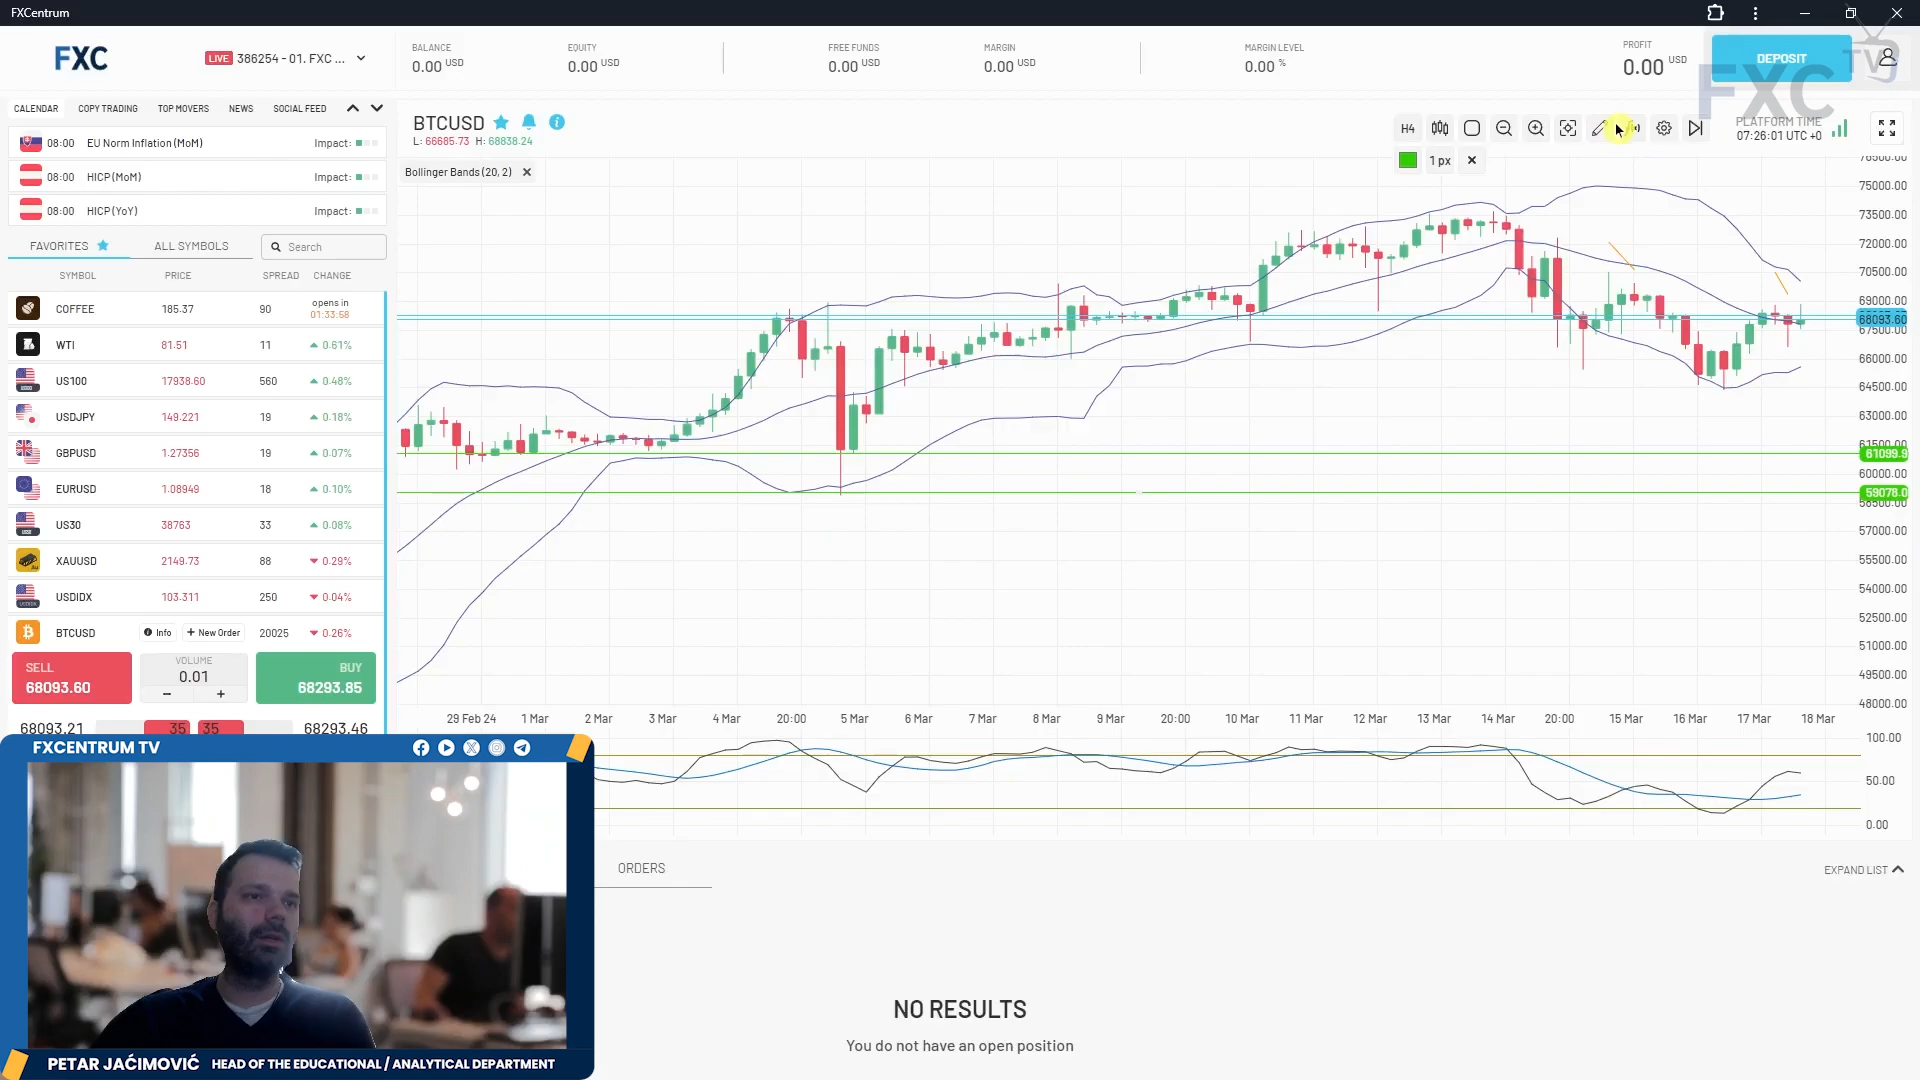 FXCentrum
FXC
LIVE 386254 - 01. FXC ...
BALANCE
0.00 USD
EQUITY
0.00 USD
FREE FUNDS
0.00 USD
MARGIN
0.00 USD
MARGIN LEVEL
0.00 %
PROFIT
0.00 USD
DEPOSIT
FXC TV
CALENDAR COPY TRADING TOP MOVERS NEWS SOCIAL FEED
08:00 EU Norm Inflation (MoM) Impact:
08:00 HICP (MoM) Impact:
08:00 HICP (YoY) Impact:
FAVORITES ALL SYMBOLS Search
SYMBOL PRICE SPREAD CHANGE
COFFEE 185.37 90 opens in
01:33:58
WTI 81.51 11 0.61%
US100 17938.60 560 0.48%
USDJPY 149.221 19 0.18%
GBPUSD 1.27356 19 0.07%
EURUSD 1.08949 18 0.10%
US30 38763 33 0.08%
XAUUSD 2149.73 88 0.29%
USDIDX 103.311 250 0.04%
BTCUSD Info + New Order 20025 0.26%
SELL
68093.60
VOLUME
0.01
− +
BUY
68293.85
68093.21 35 35 68293.46
BTCUSD
L: 66685.73 H: 68838.24
Bollinger Bands (20, 2)
H4
1 px
PLATFORM TIME
07:26:01 UTC +0
76500.00
75000.00
73500.00
72000.00
70500.00
69000.00
68093.60
67500.00
66000.00
64500.00
63000.00
61500.00
61099.9
60000.00
59078.0
58500.00
57000.00
55500.00
54000.00
52500.00
51000.00
49500.00
48000.00
29 Feb 24 1 Mar 2 Mar 3 Mar 4 Mar 20:00 5 Mar 6 Mar 7 Mar 8 Mar 9 Mar 20:00 10 Mar 11 Mar 12 Mar 13 Mar 14 Mar 20:00 15 Mar 16 Mar 17 Mar 18 Mar
100.00
50.00
0.00
ORDERS
EXPAND LIST
NO RESULTS
You do not have an open position
FXCENTRUM TV
PETAR JAĆIMOVIĆ HEAD OF THE EDUCATIONAL / ANALYTICAL DEPARTMENT